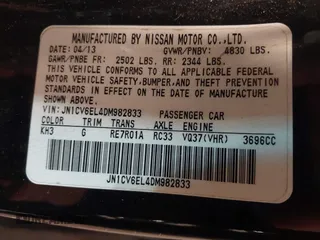 MANUFACTURED BY NISSAN MOTOR CO.,LTD.
DATE: 04/13 GVWR/PNBV: 4830 LBS.
GAWR/PNBE FR: 2502 LBS. RR: 2344 LBS.
THIS VEHICLE CONFORMS TO ALL APPLICABLE FEDERAL
MOTOR VEHICLE SAFETY,BUMPER,AND THEFT PREVENTION
STANDARDS IN EFFECT ON THE DATE OF MANUFACTURE
SHOWN ABOVE.
VIN: JN1CV6EL4DM982833 PASSENGER CAR
COLOR TRIM TRANS AXLE ENGINE
KH3 G RE7R01A RC33 VQ37(VHR) 3696CC
JN1CV6EL4DM982833